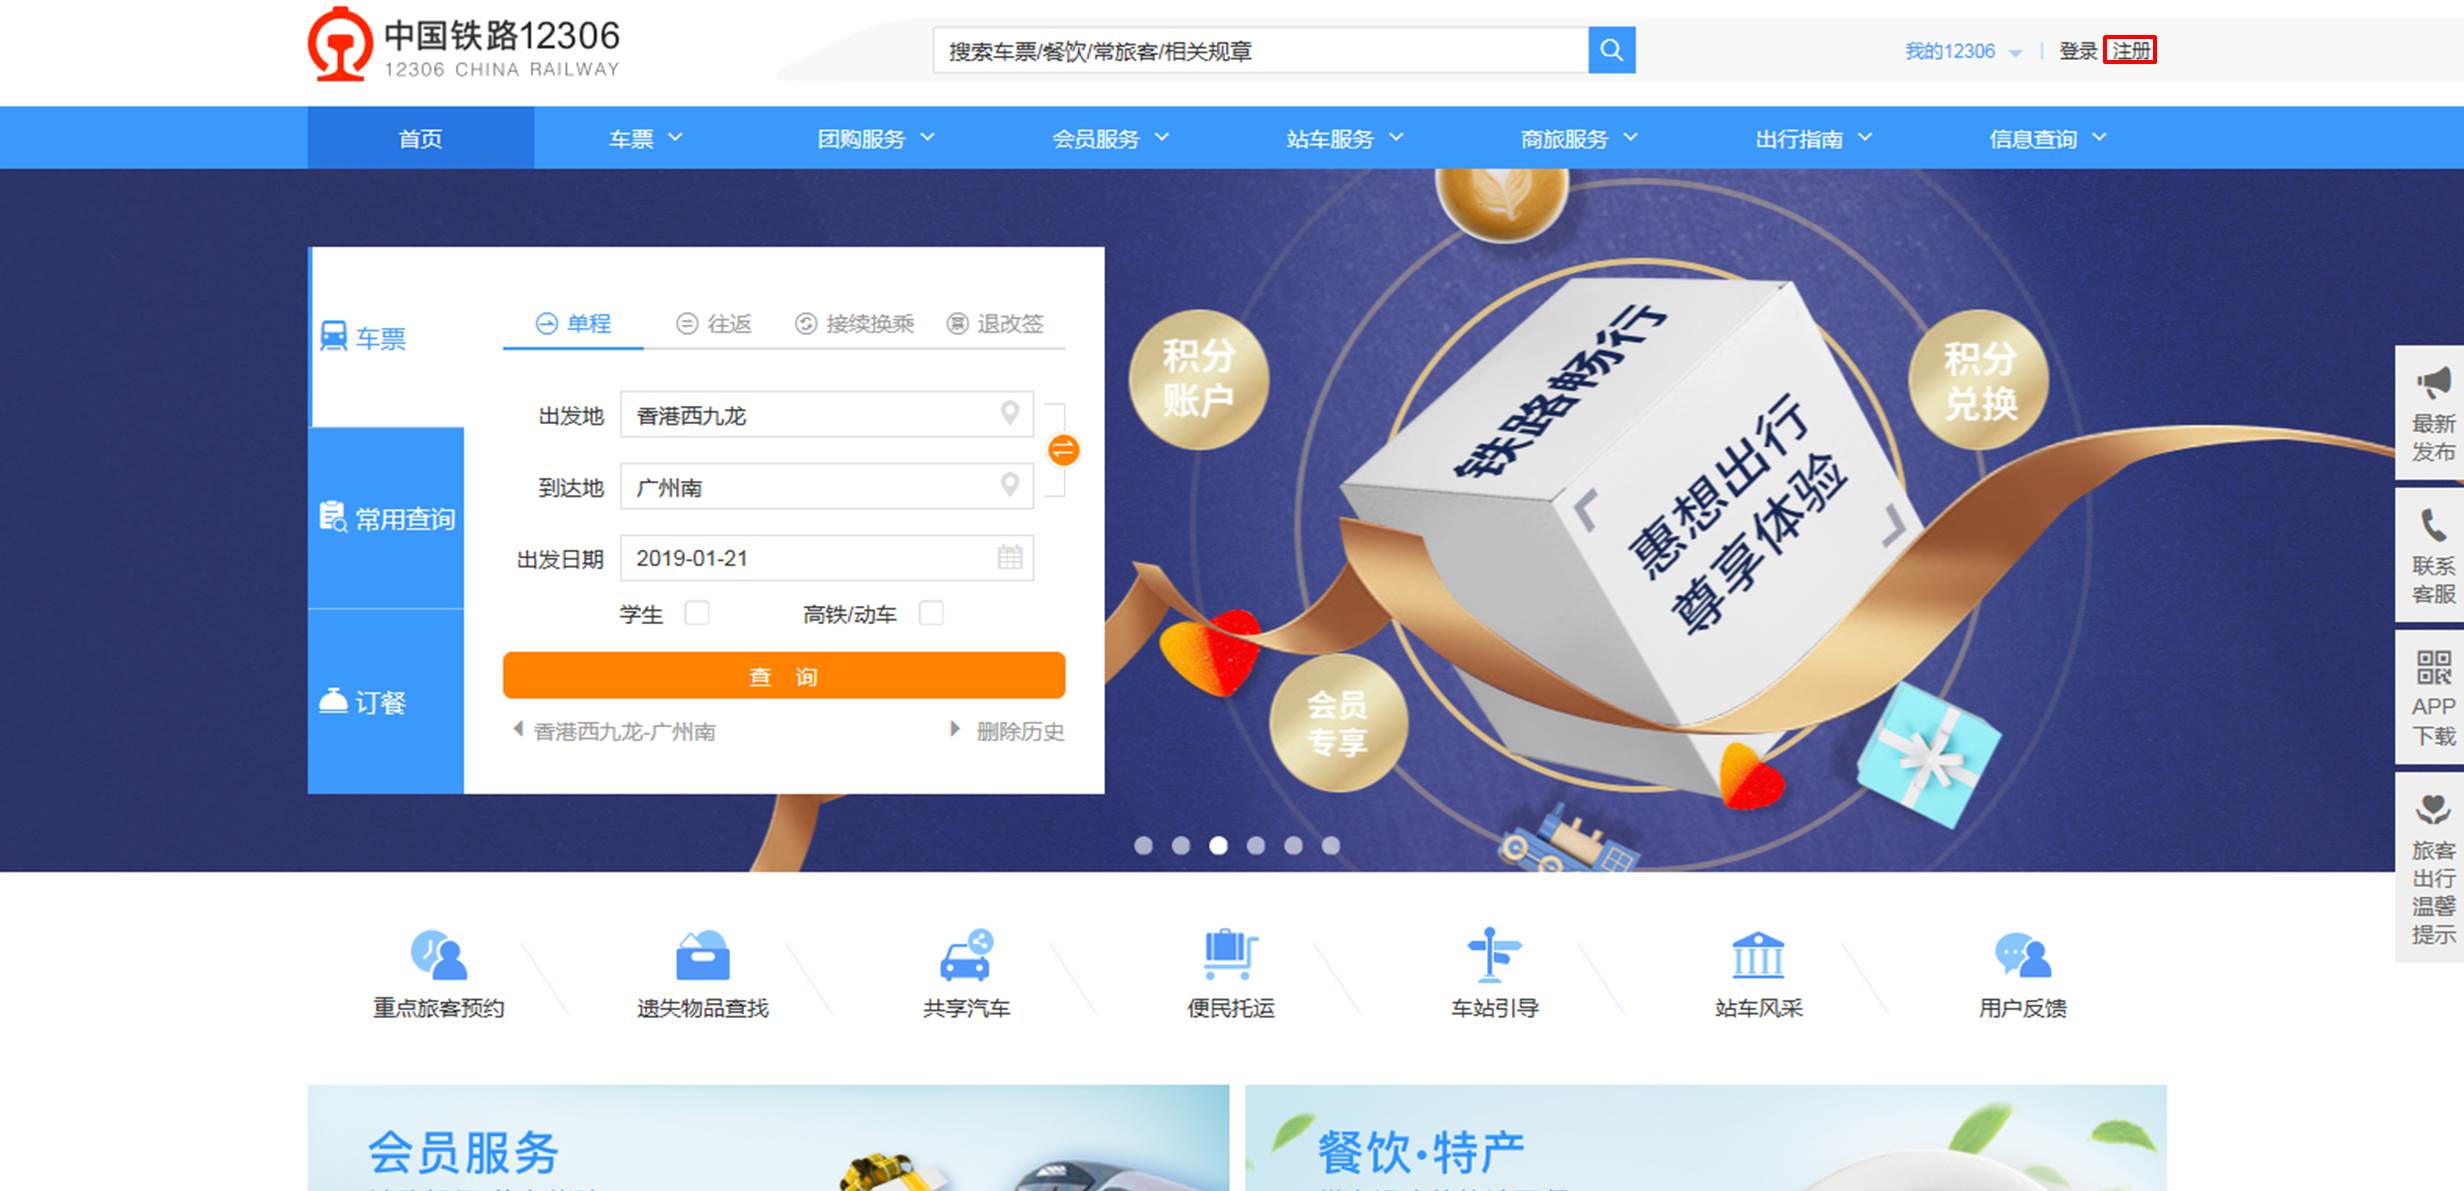 中国铁路12306
12306 CHINA RAILWAY
搜索车票/餐饮/常旅客/相关规章
我的12306 | 登录 注册
首页 车票 团购服务 会员服务 站车服务 商旅服务 出行指南 信息查询
车票
常用查询
订餐
单程 往返 接续换乘 退改签
出发地 香港西九龙
到达地 广州南
出发日期 2019-01-21
学生 高铁/动车
查 询
香港西九龙-广州南 删除历史
积分
账户
铁路畅行
惠想出行
尊享体验
积分
兑换
会员
专享
最新
发布
联系
客服
APP
下载
旅客
出行
温馨
提示
重点旅客预约 遗失物品查找 共享汽车 便民托运 车站引导 站车风采 用户反馈
会员服务
餐饮·特产